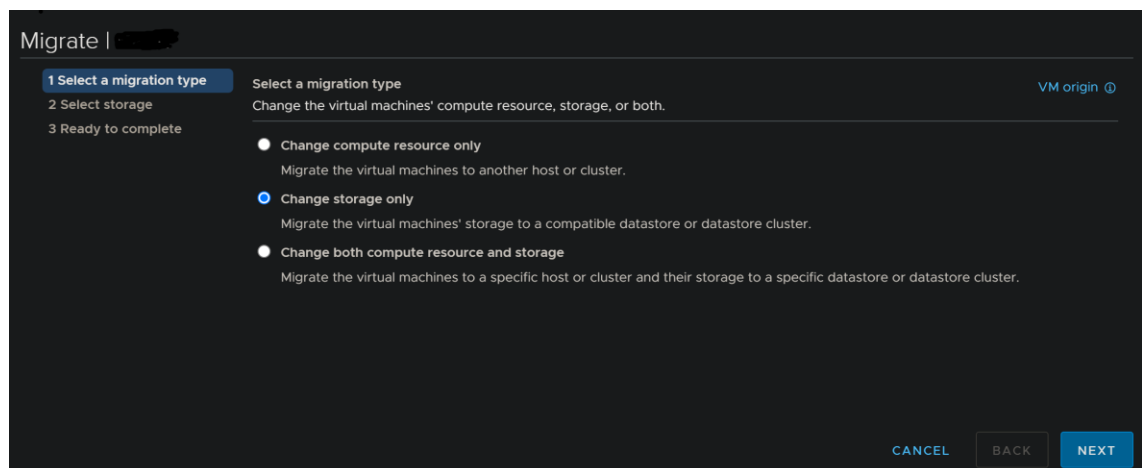 Migrate |
1 Select a migration type
2 Select storage
3 Ready to complete
Select a migration type
VM origin
Change the virtual machines' compute resource, storage, or both.
Change compute resource only
Migrate the virtual machines to another host or cluster.
Change storage only
Migrate the virtual machines' storage to a compatible datastore or datastore cluster.
Change both compute resource and storage
Migrate the virtual machines to a specific host or cluster and their storage to a specific datastore or datastore cluster.
CANCEL
BACK
NEXT